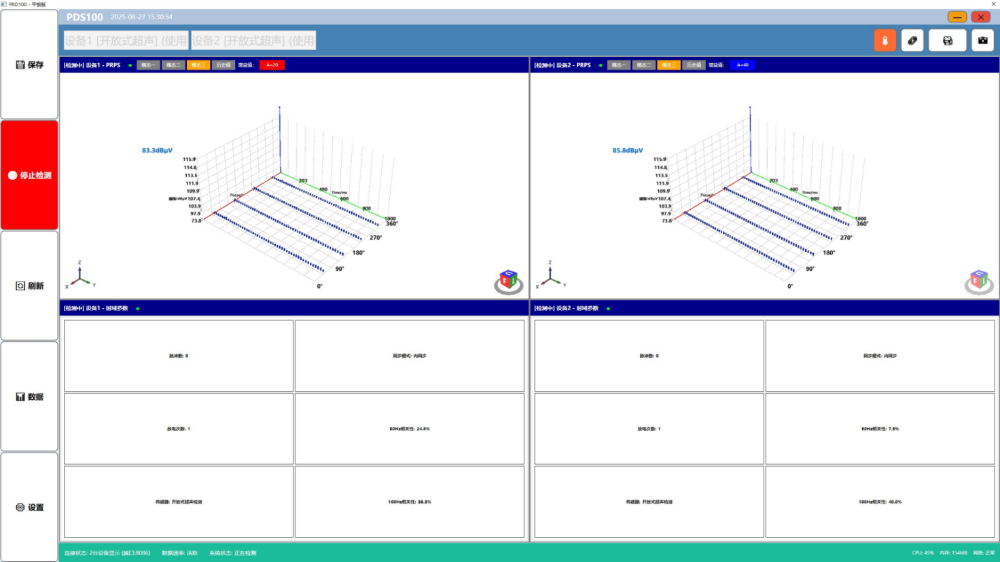 PRD100 - 平板版
保存
停止检测
刷新
数据
设置
PDS100 2025-08-27 15:30:54
设备1 [开放式超声] (使用
设备2 [开放式超声] (使用
[检测中] 设备1 - PRPS 模态一 模态二 模态三 历史值 增益值: A=20
83.3dBμV
115.9
114.8
113.5
111.9
109.9
幅值/dBμV 107.4
103.9
97.9
73.8
Phase/°
203
400
Time/ms
600
800
1000
360°
270°
180°
90°
0°
Z
X
Y
[检测中] 设备2 - PRPS 模态一 模态二 模态三 历史值 增益值: A=40
85.8dBμV
115.9
114.8
113.5
111.9
109.9
幅值/dBμV 107.4
103.9
97.9
73.8
Phase/°
203
400
Time/ms
600
800
1000
360°
270°
180°
90°
0°
Z
X
Y
[检测中] 设备1 - 时域参数
脉冲数: 0
同步模式: 内同步
放电次数: 1
50Hz相关性: 24.8%
传感器: 开放式超声检测
100Hz相关性: 36.3%
[检测中] 设备2 - 时域参数
脉冲数: 0
同步模式: 内同步
放电次数: 1
50Hz相关性: 7.9%
传感器: 开放式超声检测
100Hz相关性: 40.0%
连接状态: 2台设备显示 (端口:8086) 数据速率: 活跃 系统状态: 正在检测
CPU: 45% 内存: 154MB 网络: 正常